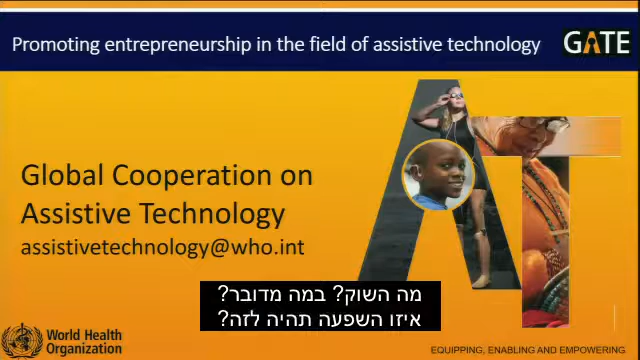 Promoting entrepreneurship in the field of assistive technology
GATE
Global Cooperation on
Assistive Technology
assistivetechnology@who.int
AT
מה השוק? במה מדובר?
איזו השפעה תהיה לזה?
World Health
Organization
EQUIPPING, ENABLING AND EMPOWERING